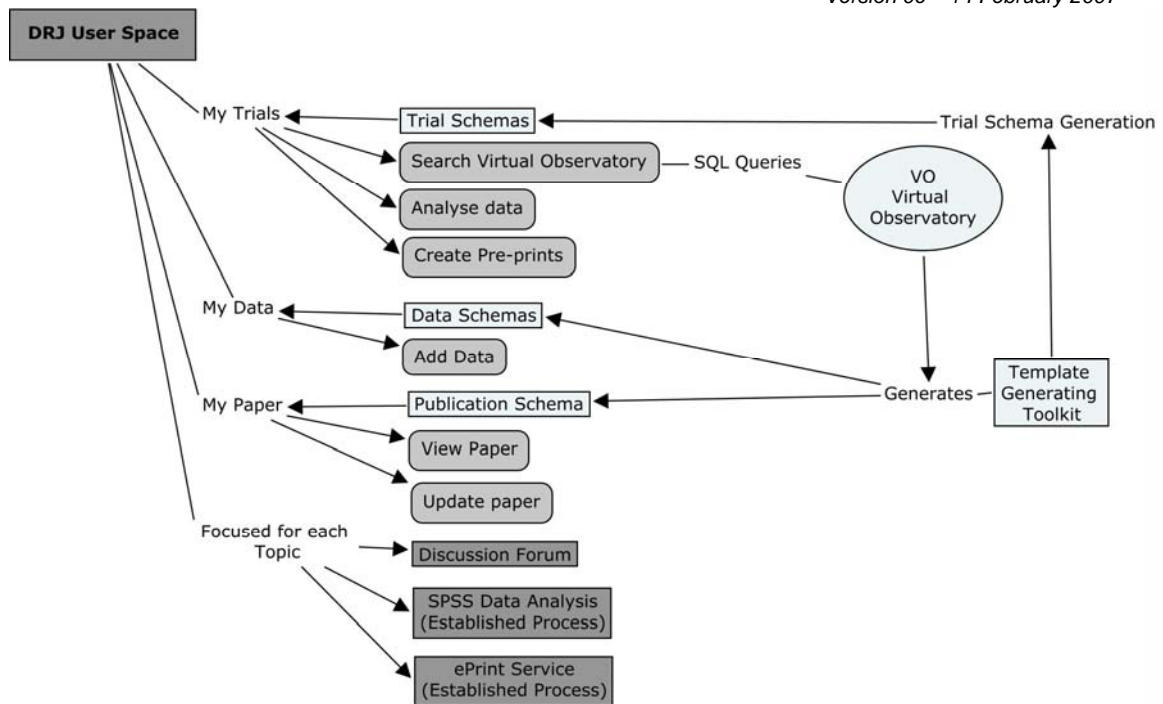 DRJ User Space
My Trials
Trial Schemas
Trial Schema Generation
Search Virtual Observatory
SQL Queries
VO
Virtual
Observatory
Analyse data
Create Pre-prints
My Data
Data Schemas
Add Data
Template
Generating
Toolkit
Generates
My Paper
Publication Schema
View Paper
Update paper
Focused for each
Topic
Discussion Forum
SPSS Data Analysis
(Established Process)
ePrint Service
(Established Process)